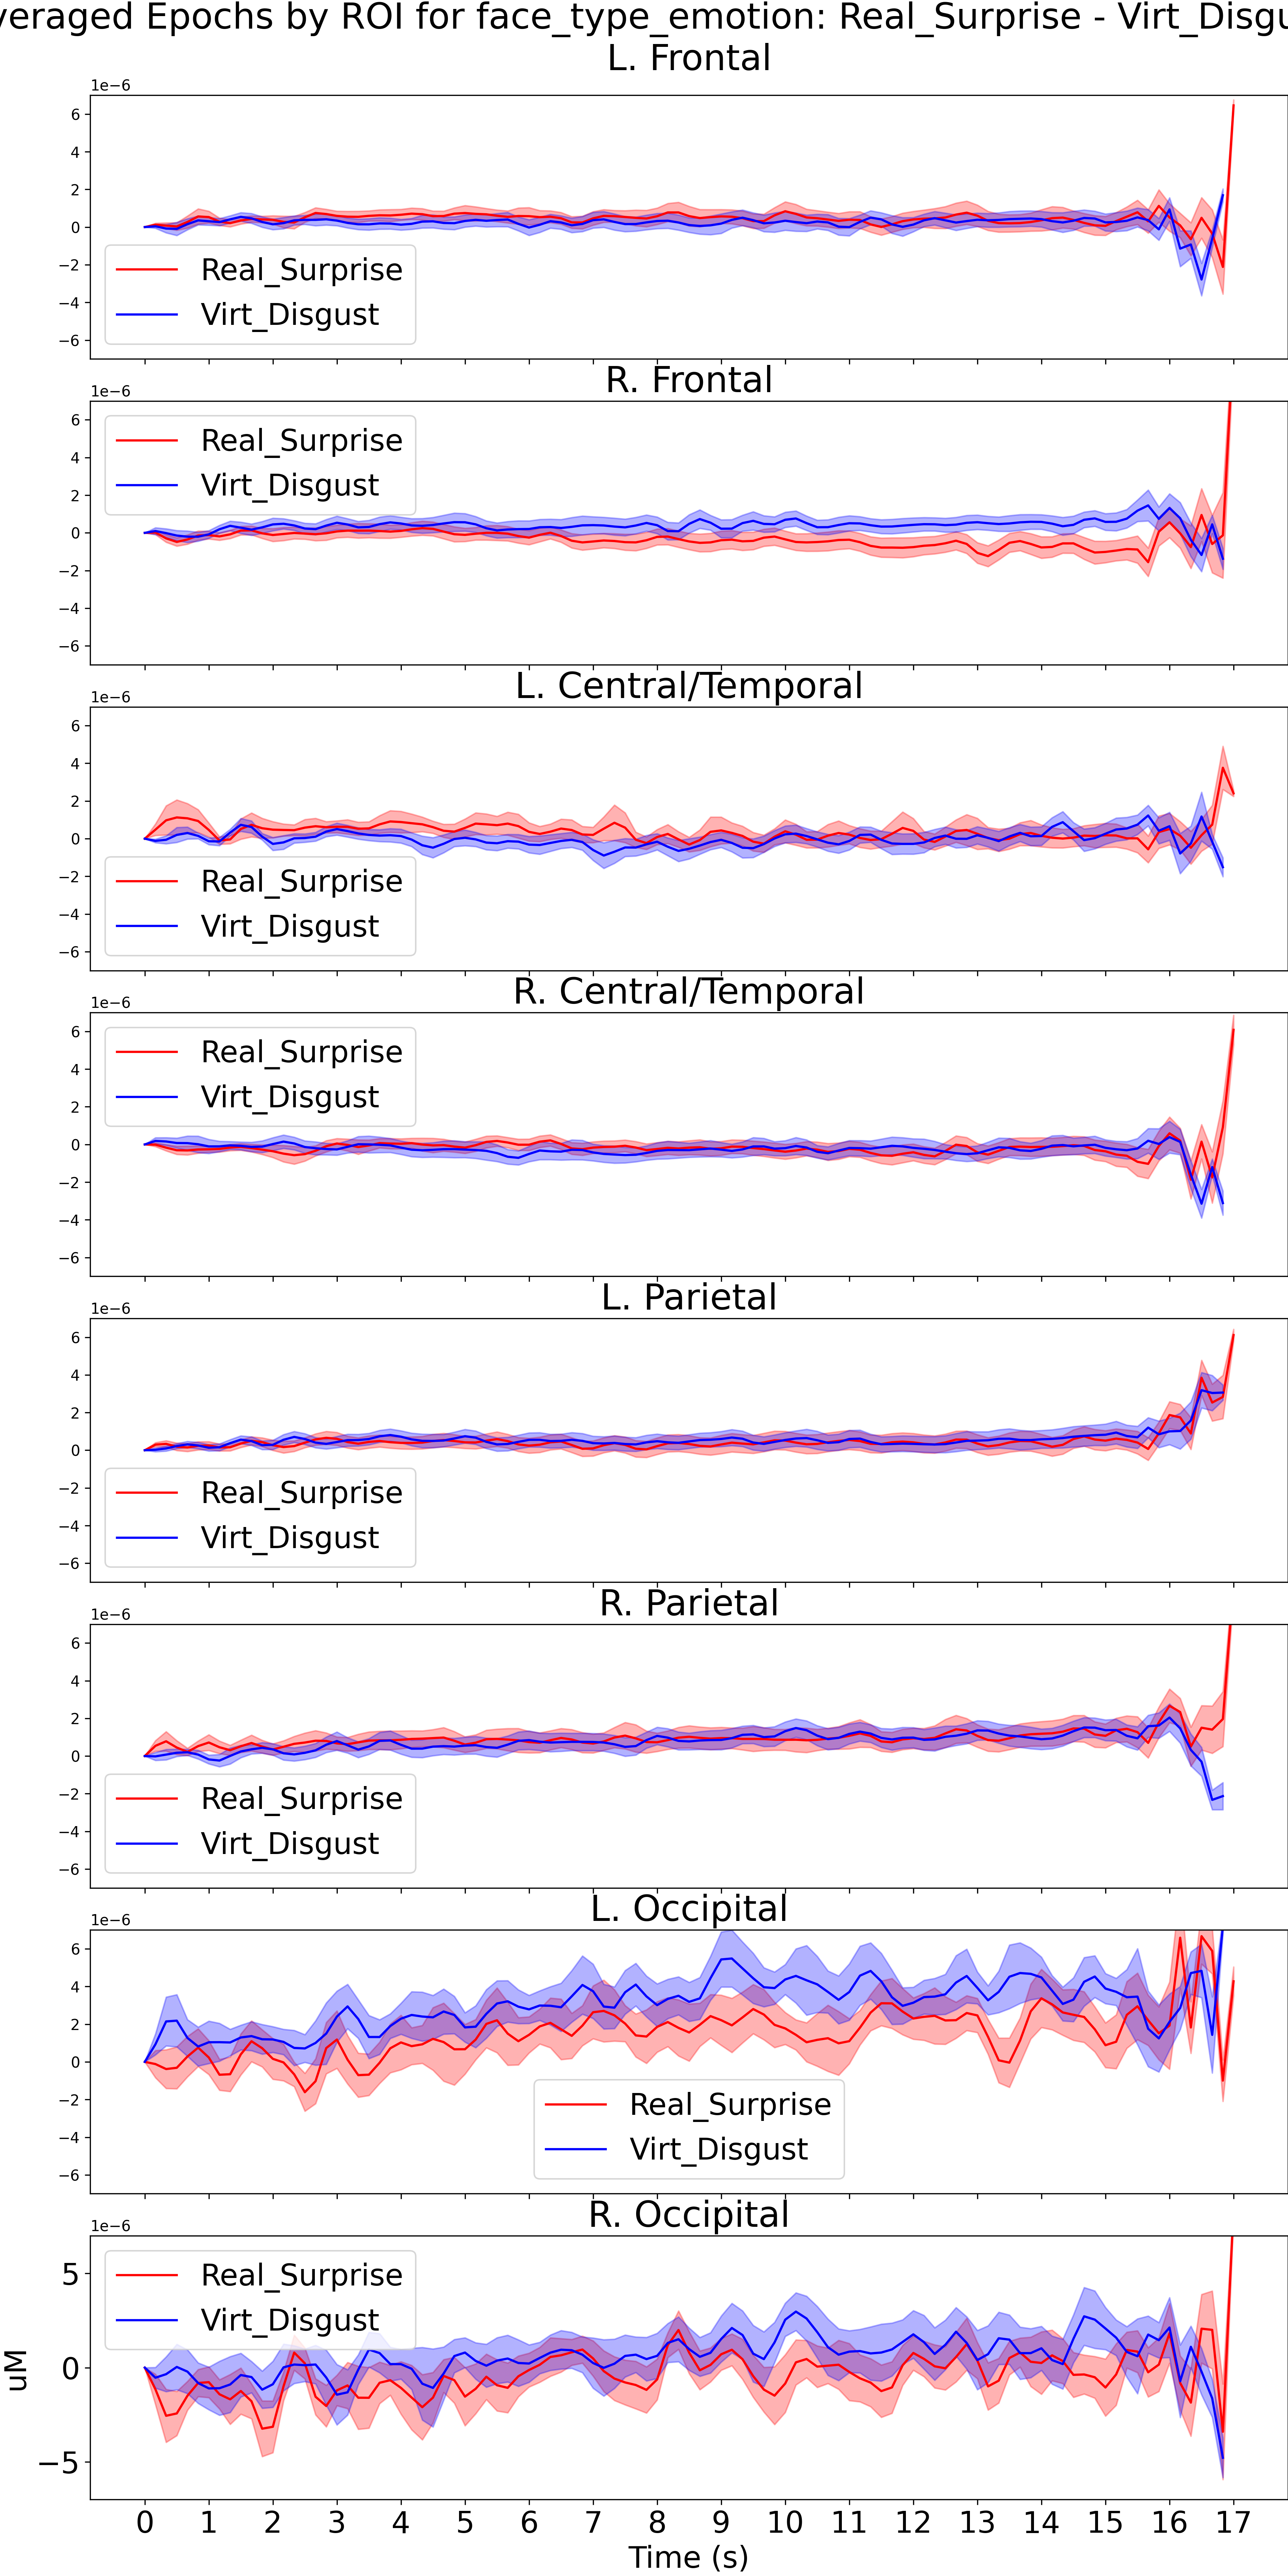 veraged Epochs by ROI for face_type_emotion: Real_Surprise - Virt_Disgu
L. Frontal
1e−6
6
4
2
0
−2
−4
−6
Real_Surprise
Virt_Disgust
R. Frontal
1e−6
6
4
2
0
−2
−4
−6
Real_Surprise
Virt_Disgust
L. Central/Temporal
1e−6
6
4
2
0
−2
−4
−6
Real_Surprise
Virt_Disgust
R. Central/Temporal
1e−6
6
4
2
0
−2
−4
−6
Real_Surprise
Virt_Disgust
L. Parietal
1e−6
6
4
2
0
−2
−4
−6
Real_Surprise
Virt_Disgust
R. Parietal
1e−6
6
4
2
0
−2
−4
−6
Real_Surprise
Virt_Disgust
L. Occipital
1e−6
6
4
2
0
−2
−4
−6
Real_Surprise
Virt_Disgust
R. Occipital
1e−6
5
0
−5
uM
Real_Surprise
Virt_Disgust
0 1 2 3 4 5 6 7 8 9 10 11 12 13 14 15 16 17
Time (s)